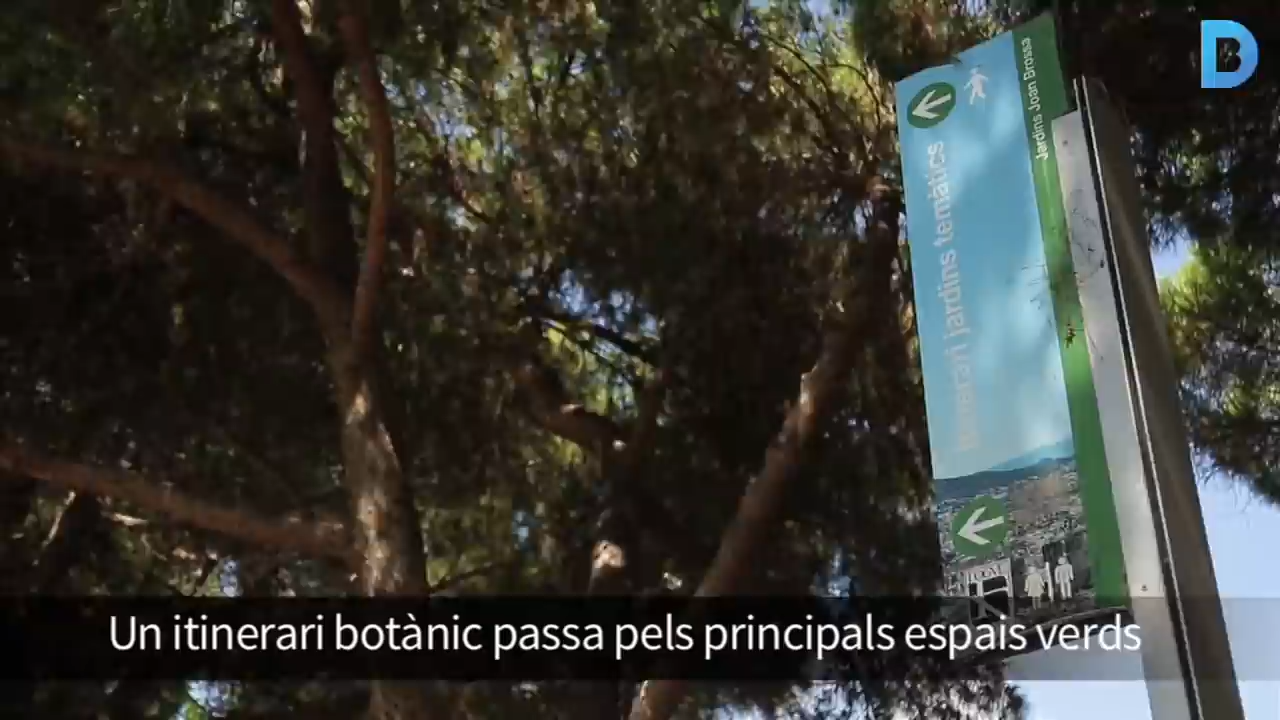 Jardins Joan Brossa
Itinerari jardins temàtics
Un itinerari botànic passa pels principals espais verds